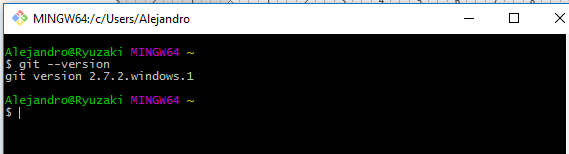 MINGW64:/c/Users/Alejandro
Alejandro@Ryuzaki MINGW64 ~
$ git --version
git version 2.7.2.windows.1
Alejandro@Ryuzaki MINGW64 ~
$